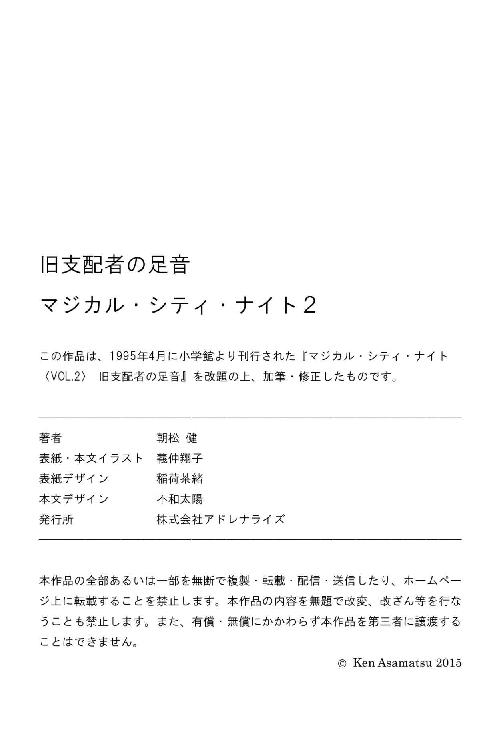 旧支配者の足音
マジカル・シティ・ナイト２
この作品は、1995年4月に小学館より刊行された『マジカル・シティ・ナイト
〈VOL.2〉 旧支配者の足音』を改題の上、加筆・修正したものです。
著者 朝松 健
表紙・本文イラスト 義仲翔子
表紙デザイン 稲荷茶緒
本文デザイン 不和太陽
発行所 株式会社アドレナライズ
本作品の全部あるいは一部を無断で複製・転載・配信・送信したり、ホームペー
ジ上に転載することを禁止します。本作品の内容を無題で改変、改ざん等を行な
うことも禁止します。また、有償・無償にかかわらず本作品を第三者に譲渡する
ことはできません。
© Ken Asamatsu 2015